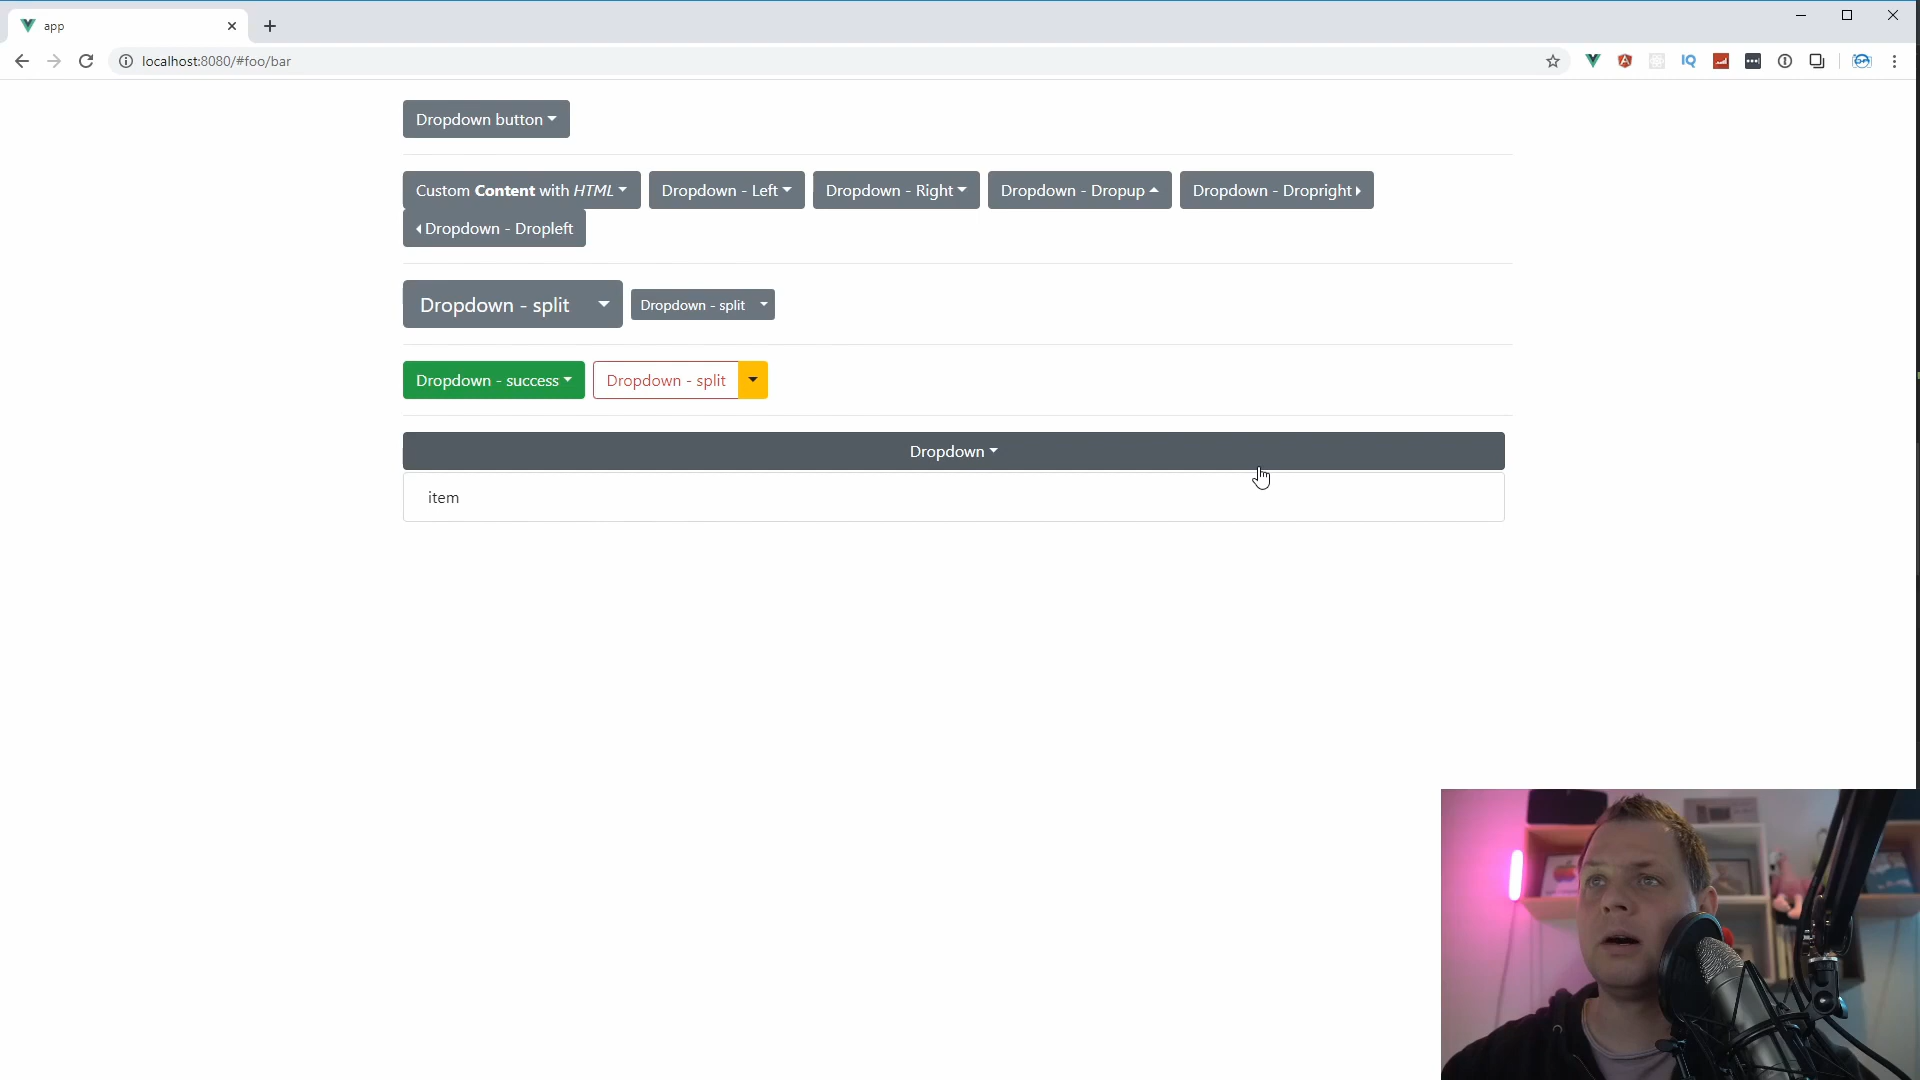 app
localhost:8080/#foo/bar
IQ
Dropdown button
Custom Content with HTML
Dropdown - Left
Dropdown - Right
Dropdown - Dropup
Dropdown - Dropright
Dropdown - Dropleft
Dropdown - split
Dropdown - split
Dropdown - success
Dropdown - split
Dropdown
item